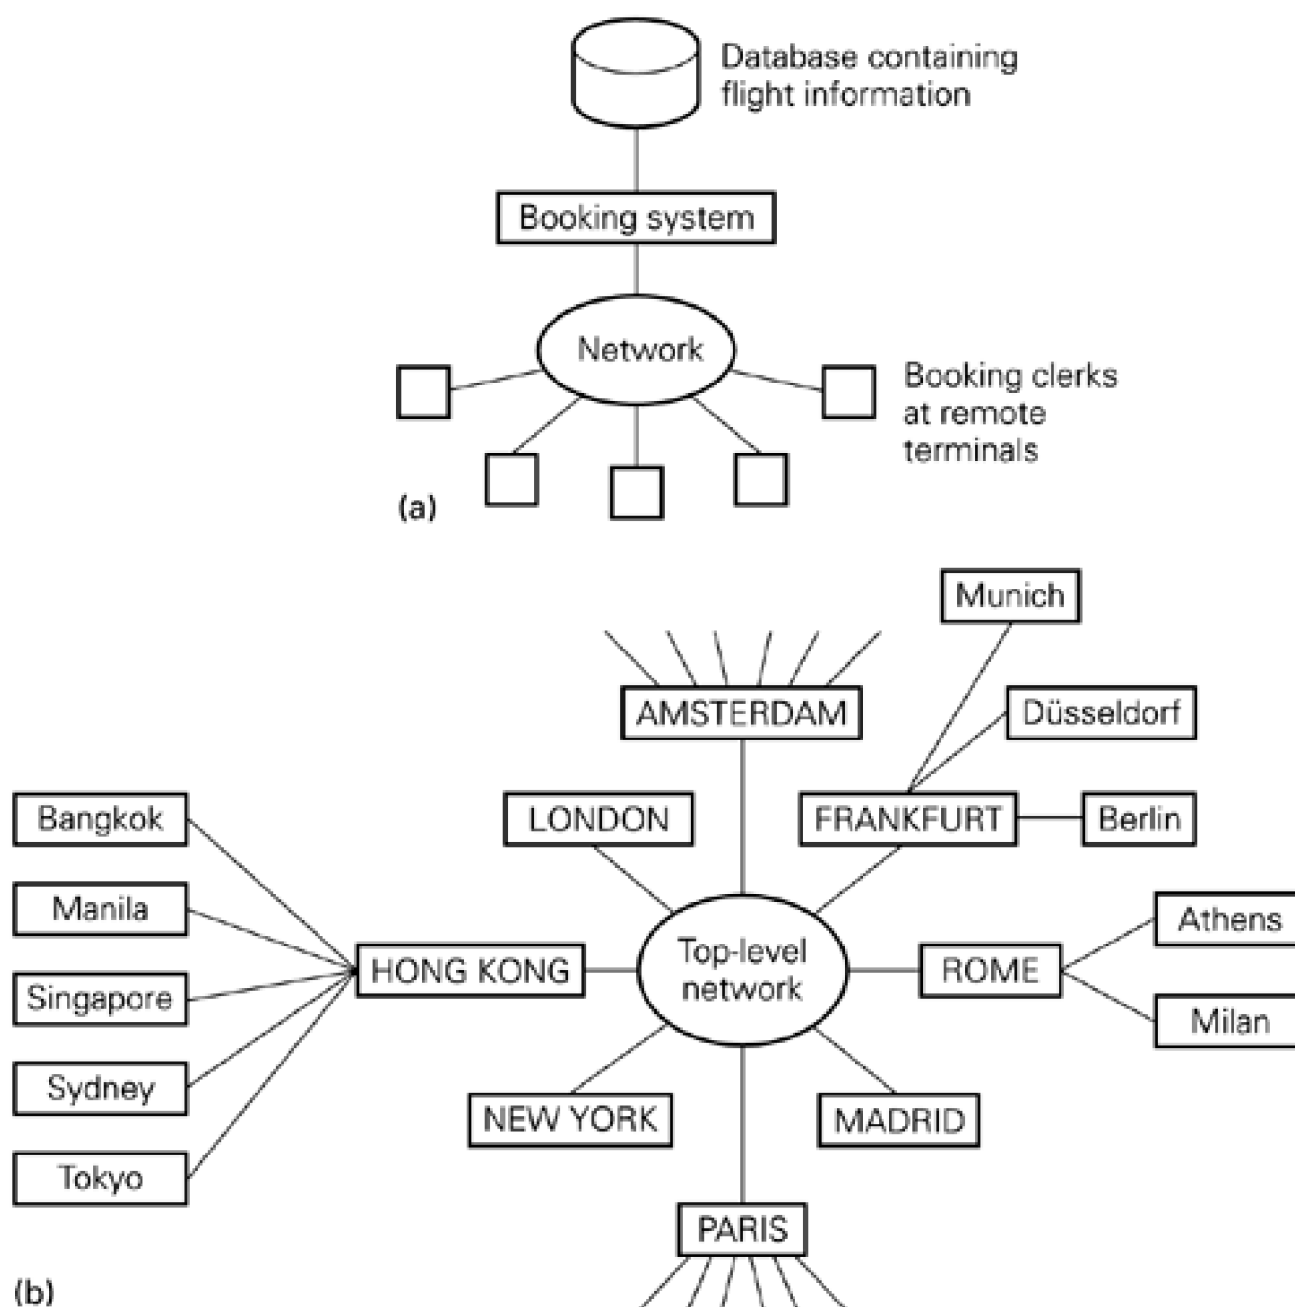 Database containing
flight information
Booking system
Network
Booking clerks
at remote
terminals
(a)
Munich
AMSTERDAM
Düsseldorf
Bangkok
LONDON
FRANKFURT
Berlin
Manila
Athens
Top-level
network
HONG KONG
ROME
Singapore
Milan
Sydney
NEW YORK
MADRID
Tokyo
PARIS
(b)